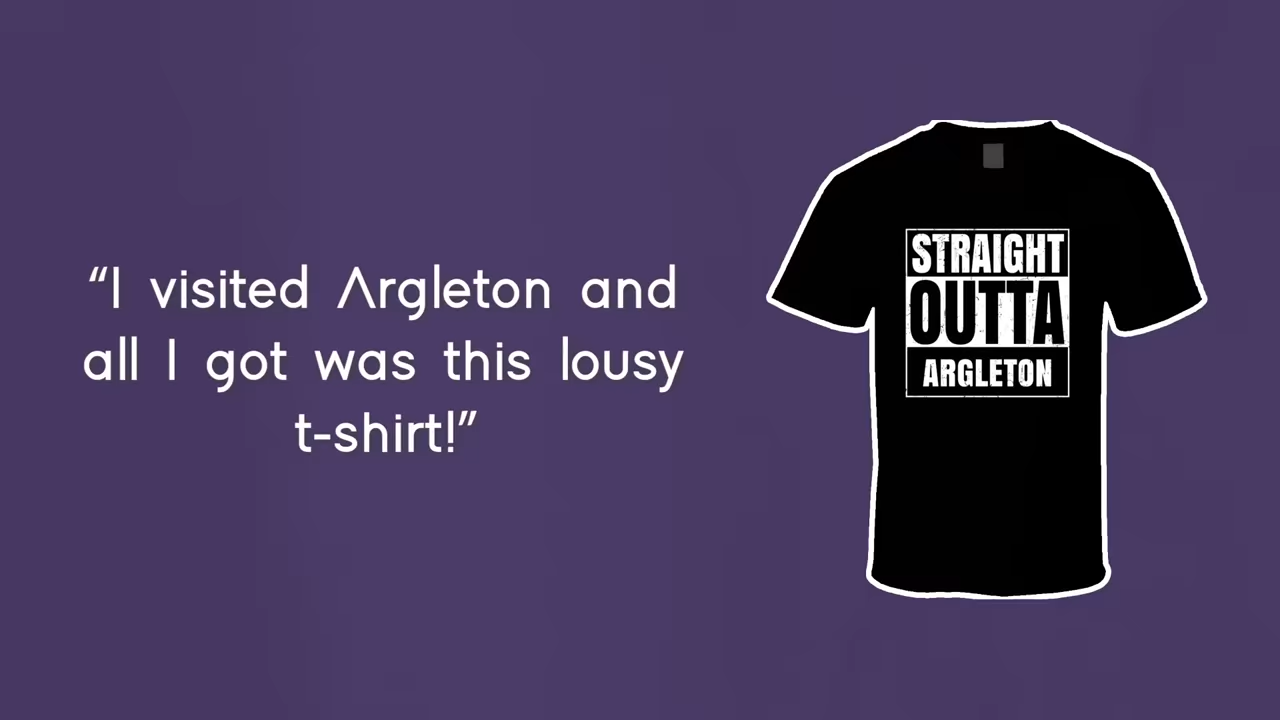 “I visited Argleton and
all I got was this lousy
t-shirt!”
STRAIGHT
OUTTA
ARGLETON